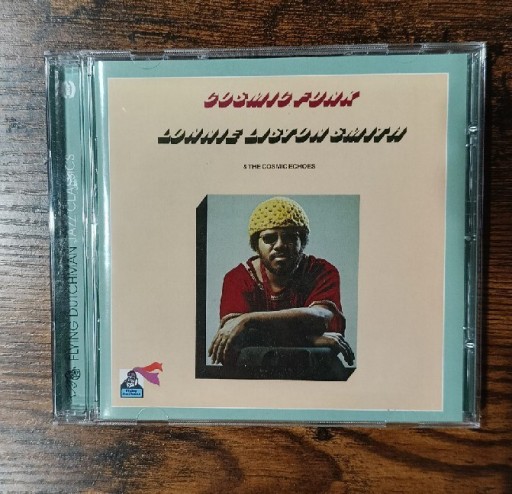 COSMIC FUNK
LONNIE LISTON SMITH
& THE COSMIC ECHOES
FLYING DUTCHMAN JAZZ CLASSICS